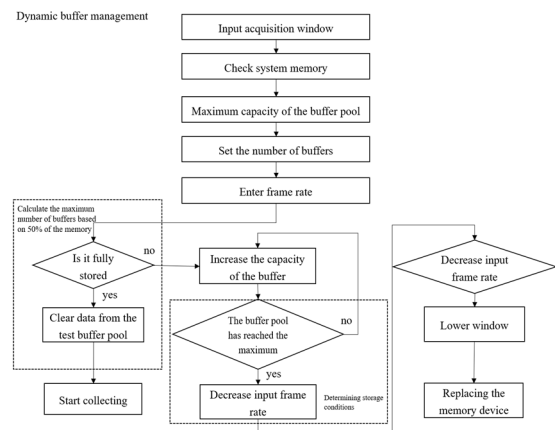 Dynamic buffer management
Input acquisition window
Check system memory
Maximum capacity of the buffer pool
Set the number of buffers
Enter frame rate
Calculate the maximum
number of buffers based
on 50% of the memory
Is it fully
stored
no
yes
Clear data from the
test buffer pool
Start collecting
Increase the capacity
of the buffer
The buffer pool
has reached the
maximum
no
yes
Decrease input frame
rate
Determining storage
conditions
Decrease input
frame rate
Lower window
Replacing the
memory device